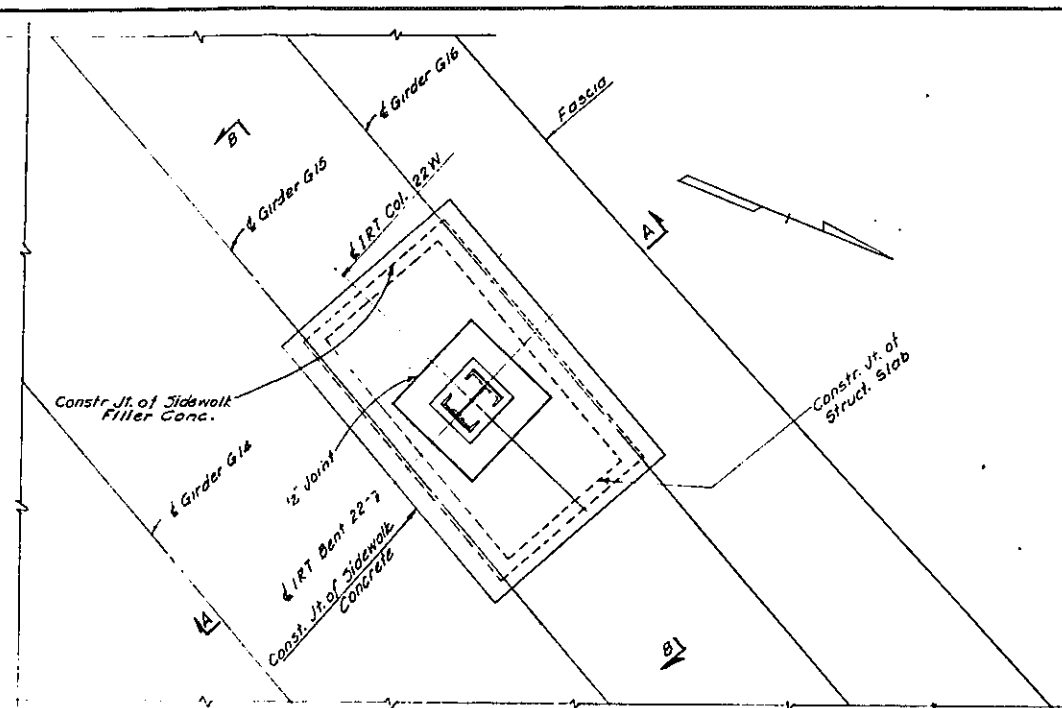 ℄ Girder G16
Fascia
B
℄ Girder G15
℄ IRT Col. 22W
A
Constr. Jt. of
Struct. Slab
Constr Jt. of Sidewalk
Filler Conc.
½" Joint
℄ Girder G14
℄ IRT Bent 22-7
Const. Jt. of Sidewalk
Concrete
A
B